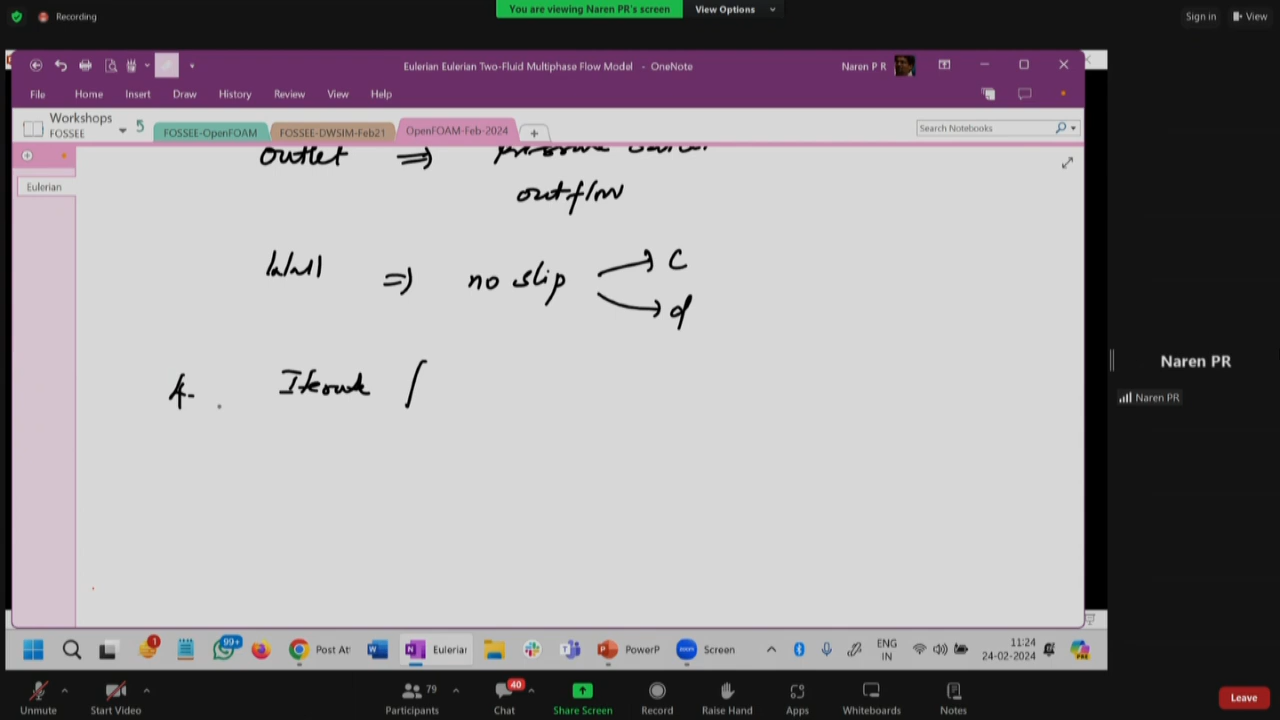 Recording
You are viewing Naren PR's screen
View Options
Sign in
View
Eulerian Eulerian Two-Fluid Multiphase Flow Model - OneNote
Naren P R
File Home Insert Draw History Review View Help
Workshops
FOSSEE
FOSSEE-OpenFOAM
FOSSEE-DWSIM-Feb21
OpenFOAM-Feb-2024
+
Search Notebooks
Eulerian
outlet ⇒
outflow
Wall ⇒ no slip → c
→ d
4. Iterate
Naren PR
Naren PR
1
99+
Post At
Eulerian
PowerP
Screen
ENG
IN
11:24
24-02-2024
Unmute
Start Video
79
Participants
40
Chat
Share Screen
Record
Raise Hand
Apps
Whiteboards
Notes
Leave